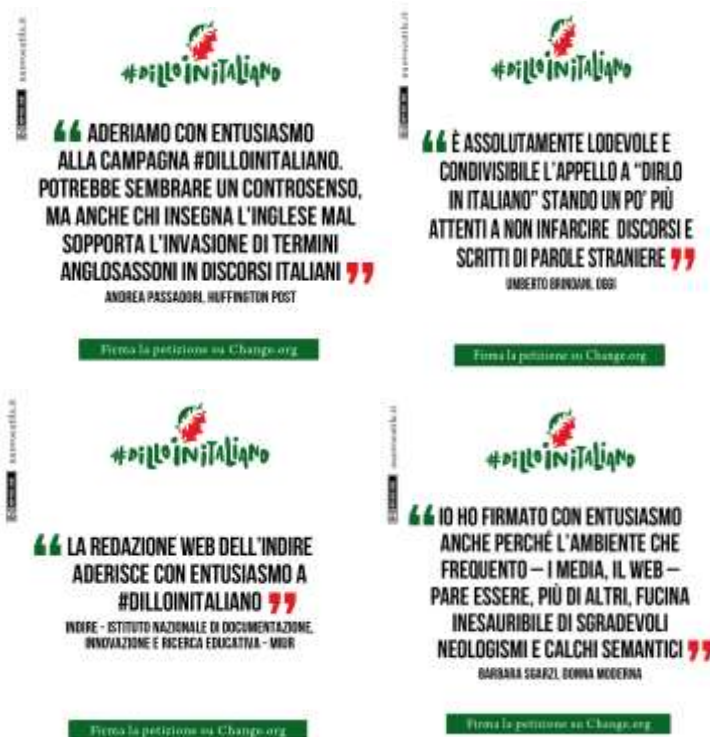 #DILLOINITALIANO
“ ADERIAMO CON ENTUSIASMO
ALLA CAMPAGNA #DILLOINITALIANO.
POTREBBE SEMBRARE UN CONTROSENSO,
MA ANCHE CHI INSEGNA L'INGLESE MAL
SOPPORTA L'INVASIONE DI TERMINI
ANGLOSASSONI IN DISCORSI ITALIANI ”
ANDREA PASSADORI, HUFFINGTON POST
Firma la petizione su Change.org
#DILLOINITALIANO
“ È ASSOLUTAMENTE LODEVOLE E
CONDIVISIBILE L'APPELLO A “DIRLO
IN ITALIANO” STANDO UN PO' PIÙ
ATTENTI A NON INFARCIRE DISCORSI E
SCRITTI DI PAROLE STRANIERE ”
UMBERTO BRINDANI, OGGI
Firma la petizione su Change.org
#DILLOINITALIANO
“ LA REDAZIONE WEB DELL'INDIRE
ADERISCE CON ENTUSIASMO A
#DILLOINITALIANO ”
INDIRE - ISTITUTO NAZIONALE DI DOCUMENTAZIONE,
INNOVAZIONE E RICERCA EDUCATIVA - MIUR
Firma la petizione su Change.org
#DILLOINITALIANO
“ IO HO FIRMATO CON ENTUSIASMO
ANCHE PERCHÉ L'AMBIENTE CHE
FREQUENTO – I MEDIA, IL WEB –
PARE ESSERE, PIÙ DI ALTRI, FUCINA
INESAURIBILE DI SGRADEVOLI
NEOLOGISMI E CALCHI SEMANTICI ”
BARBARA SGARZI, DONNA MODERNA
Firma la petizione su Change.org